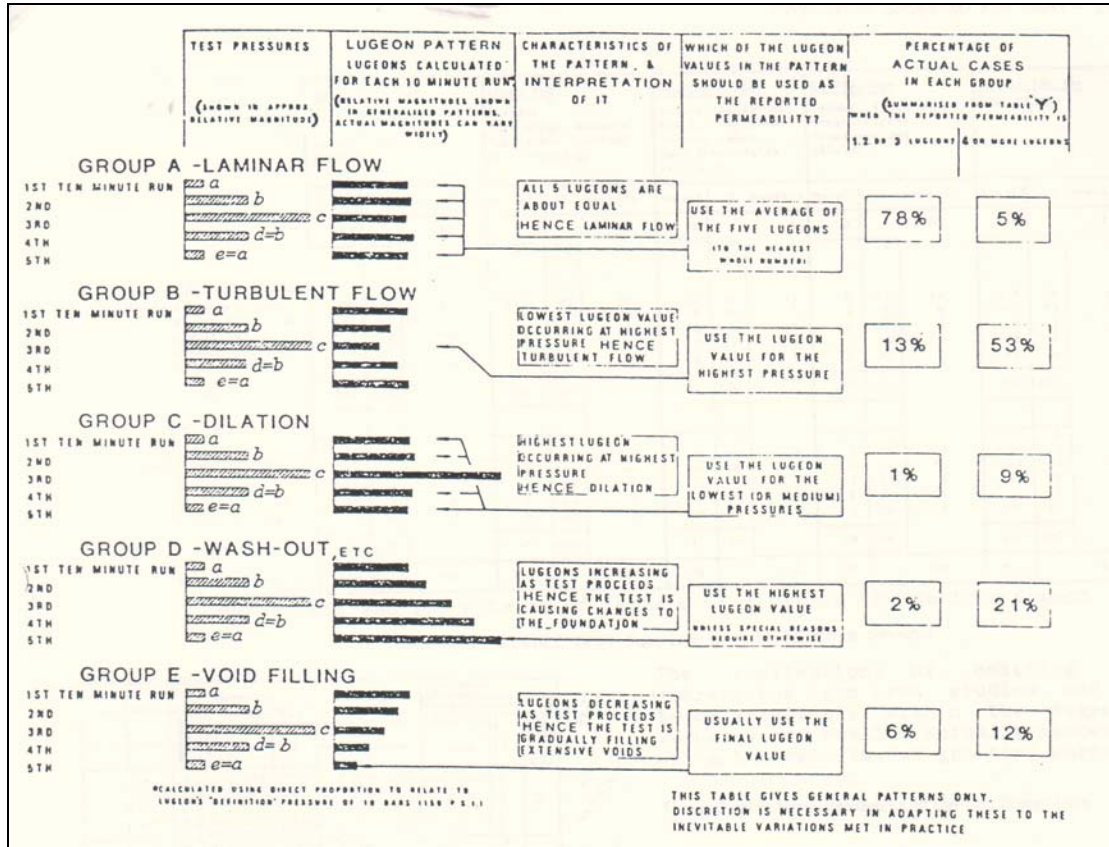 TEST PRESSURES
(SHOWN IN APPROX. RELATIVE MAGNITUDE)
LUGEON PATTERN
LUGEONS CALCULATED*
FOR EACH 10 MINUTE RUN
(RELATIVE MAGNITUDES SHOWN
IN GENERALISED PATTERNS.
ACTUAL MAGNITUDES CAN VARY
WIDELY)
CHARACTERISTICS OF
THE PATTERN, &
INTERPRETATION
OF IT
WHICH OF THE LUGEON
VALUES IN THE PATTERN
SHOULD BE USED AS
THE REPORTED
PERMEABILITY?
PERCENTAGE OF
ACTUAL CASES
IN EACH GROUP
(SUMMARISED FROM TABLE "Y")
WHEN THE REPORTED PERMEABILITY IS
1,2, OR 3 LUGEONS
4 OR MORE LUGEONS
GROUP A - LAMINAR FLOW
1ST TEN MINUTE RUN a
2ND b
3RD c
4TH d=b
5TH e=a
ALL 5 LUGEONS ARE
ABOUT EQUAL
HENCE LAMINAR FLOW
USE THE AVERAGE OF
THE FIVE LUGEONS
(TO THE NEAREST
WHOLE NUMBER)
78% 5%
GROUP B - TURBULENT FLOW
1ST TEN MINUTE RUN a
2ND b
3RD c
4TH d=b
5TH e=a
LOWEST LUGEON VALUE
OCCURRING AT HIGHEST
PRESSURE HENCE
TURBULENT FLOW
USE THE LUGEON
VALUE FOR THE
HIGHEST PRESSURE
13% 53%
GROUP C - DILATION
1ST TEN MINUTE RUN a
2ND b
3RD c
4TH d=b
5TH e=a
HIGHEST LUGEON
OCCURRING AT HIGHEST
PRESSURE
HENCE DILATION
USE THE LUGEON
VALUE FOR THE
LOWEST (OR MEDIUM)
PRESSURES
1% 9%
GROUP D - WASH-OUT, ETC
1ST TEN MINUTE RUN a
2ND b
3RD c
4TH d=b
5TH e=a
LUGEONS INCREASING
AS TEST PROCEEDS
HENCE THE TEST IS
CAUSING CHANGES TO
THE FOUNDATION
USE THE HIGHEST
LUGEON VALUE
UNLESS SPECIAL REASONS
REQUIRE OTHERWISE
2% 21%
GROUP E - VOID FILLING
1ST TEN MINUTE RUN a
2ND b
3RD c
4TH d=b
5TH e=a
LUGEONS DECREASING
AS TEST PROCEEDS
HENCE THE TEST IS
GRADUALLY FILLING
EXTENSIVE VOIDS
USUALLY USE THE
FINAL LUGEON
VALUE
6% 12%
*CALCULATED USING DIRECT PROPORTION TO RELATE TO
LUGEON'S "DEFINITION" PRESSURE OF 10 BARS (150 P.S.I.)
THIS TABLE GIVES GENERAL PATTERNS ONLY.
DISCRETION IS NECESSARY IN ADAPTING THESE TO THE
INEVITABLE VARIATIONS MET IN PRACTICE